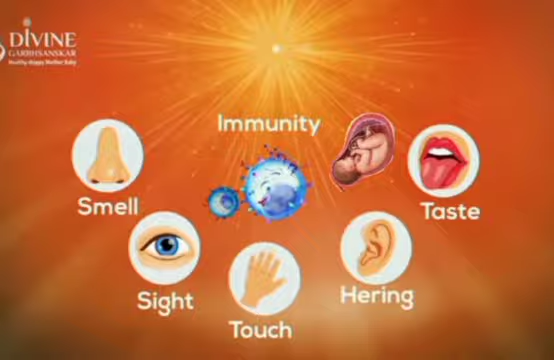 DIVINE
GARBHSANSKAR
Healthy-Happy Mother Baby
Immunity
Smell
Taste
Sight
Hering
Touch